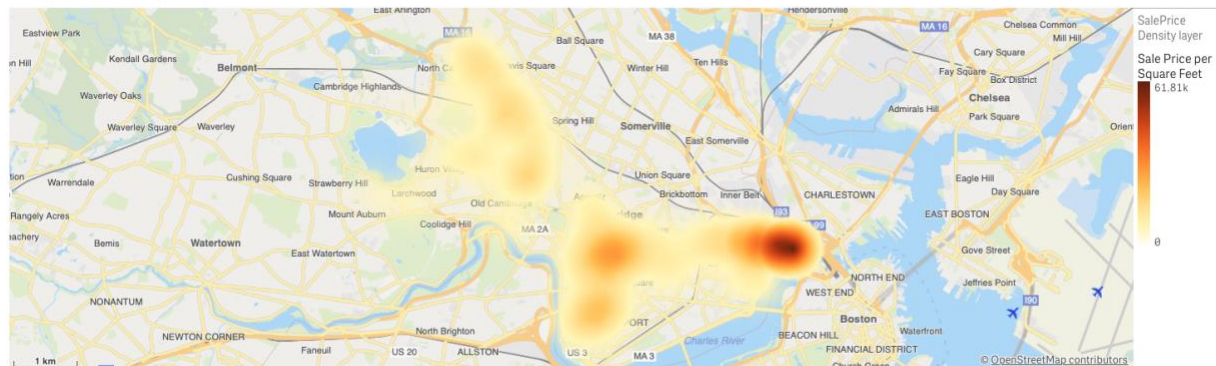 East Arlington
Hendersonville
MA 16
Chelsea Common
Mill Hill
Eastview Park
Kendall Gardens
Ball Square
MA 38
MA 16
Cary Square
Belmont
Winter Hill
Ten Hills
Fay Square
Box District
Waverley Oaks
Cambridge Highlands
Chelsea
Admirals Hill
Park Square
Waverley Square
Waverley
Spring Hill
Somerville
East Somerville
Warrendale
Cushing Square
Strawberry Hill
Union Square
Eagle Hill
Larchwood
Brickbottom
Inner Belt
CHARLESTOWN
Day Square
Rangely Acres
Mount Auburn
Coolidge Hill
I93
EAST BOSTON
Bemis
Watertown
MA 2A
East Watertown
Gove Street
NORTH END
Jeffries Point
NONANTUM
WEST END
I90
NEWTON CORNER
North Brighton
Boston
BEACON HILL
Waterfront
Faneuil
US 20
ALLSTON
US 3
MA 3
Charles River
FINANCIAL DISTRICT
1 km
© OpenStreetMap contributors
SalePrice
Density layer
Sale Price per
Square Feet
61.81k
0